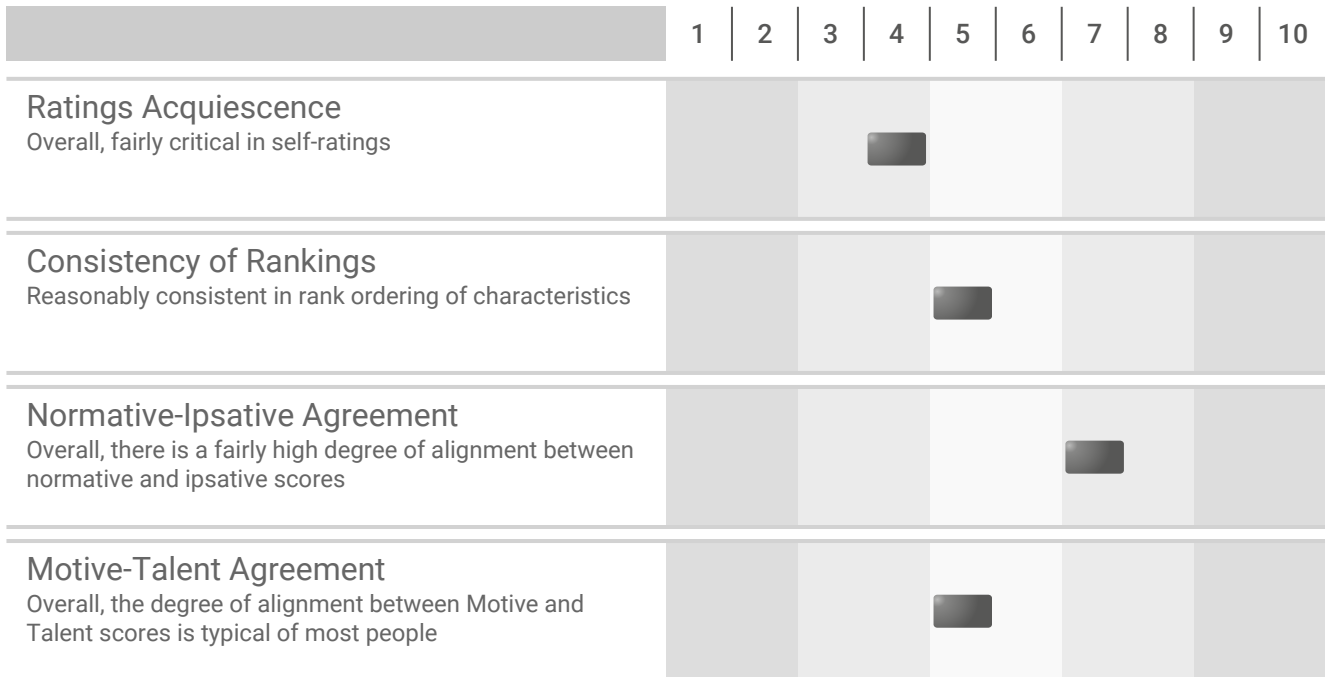 1 2 3 4 5 6 7 8 9 10
Ratings Acquiescence
Overall, fairly critical in self-ratings
Consistency of Rankings
Reasonably consistent in rank ordering of characteristics
Normative-Ipsative Agreement
Overall, there is a fairly high degree of alignment between
normative and ipsative scores
Motive-Talent Agreement
Overall, the degree of alignment between Motive and
Talent scores is typical of most people